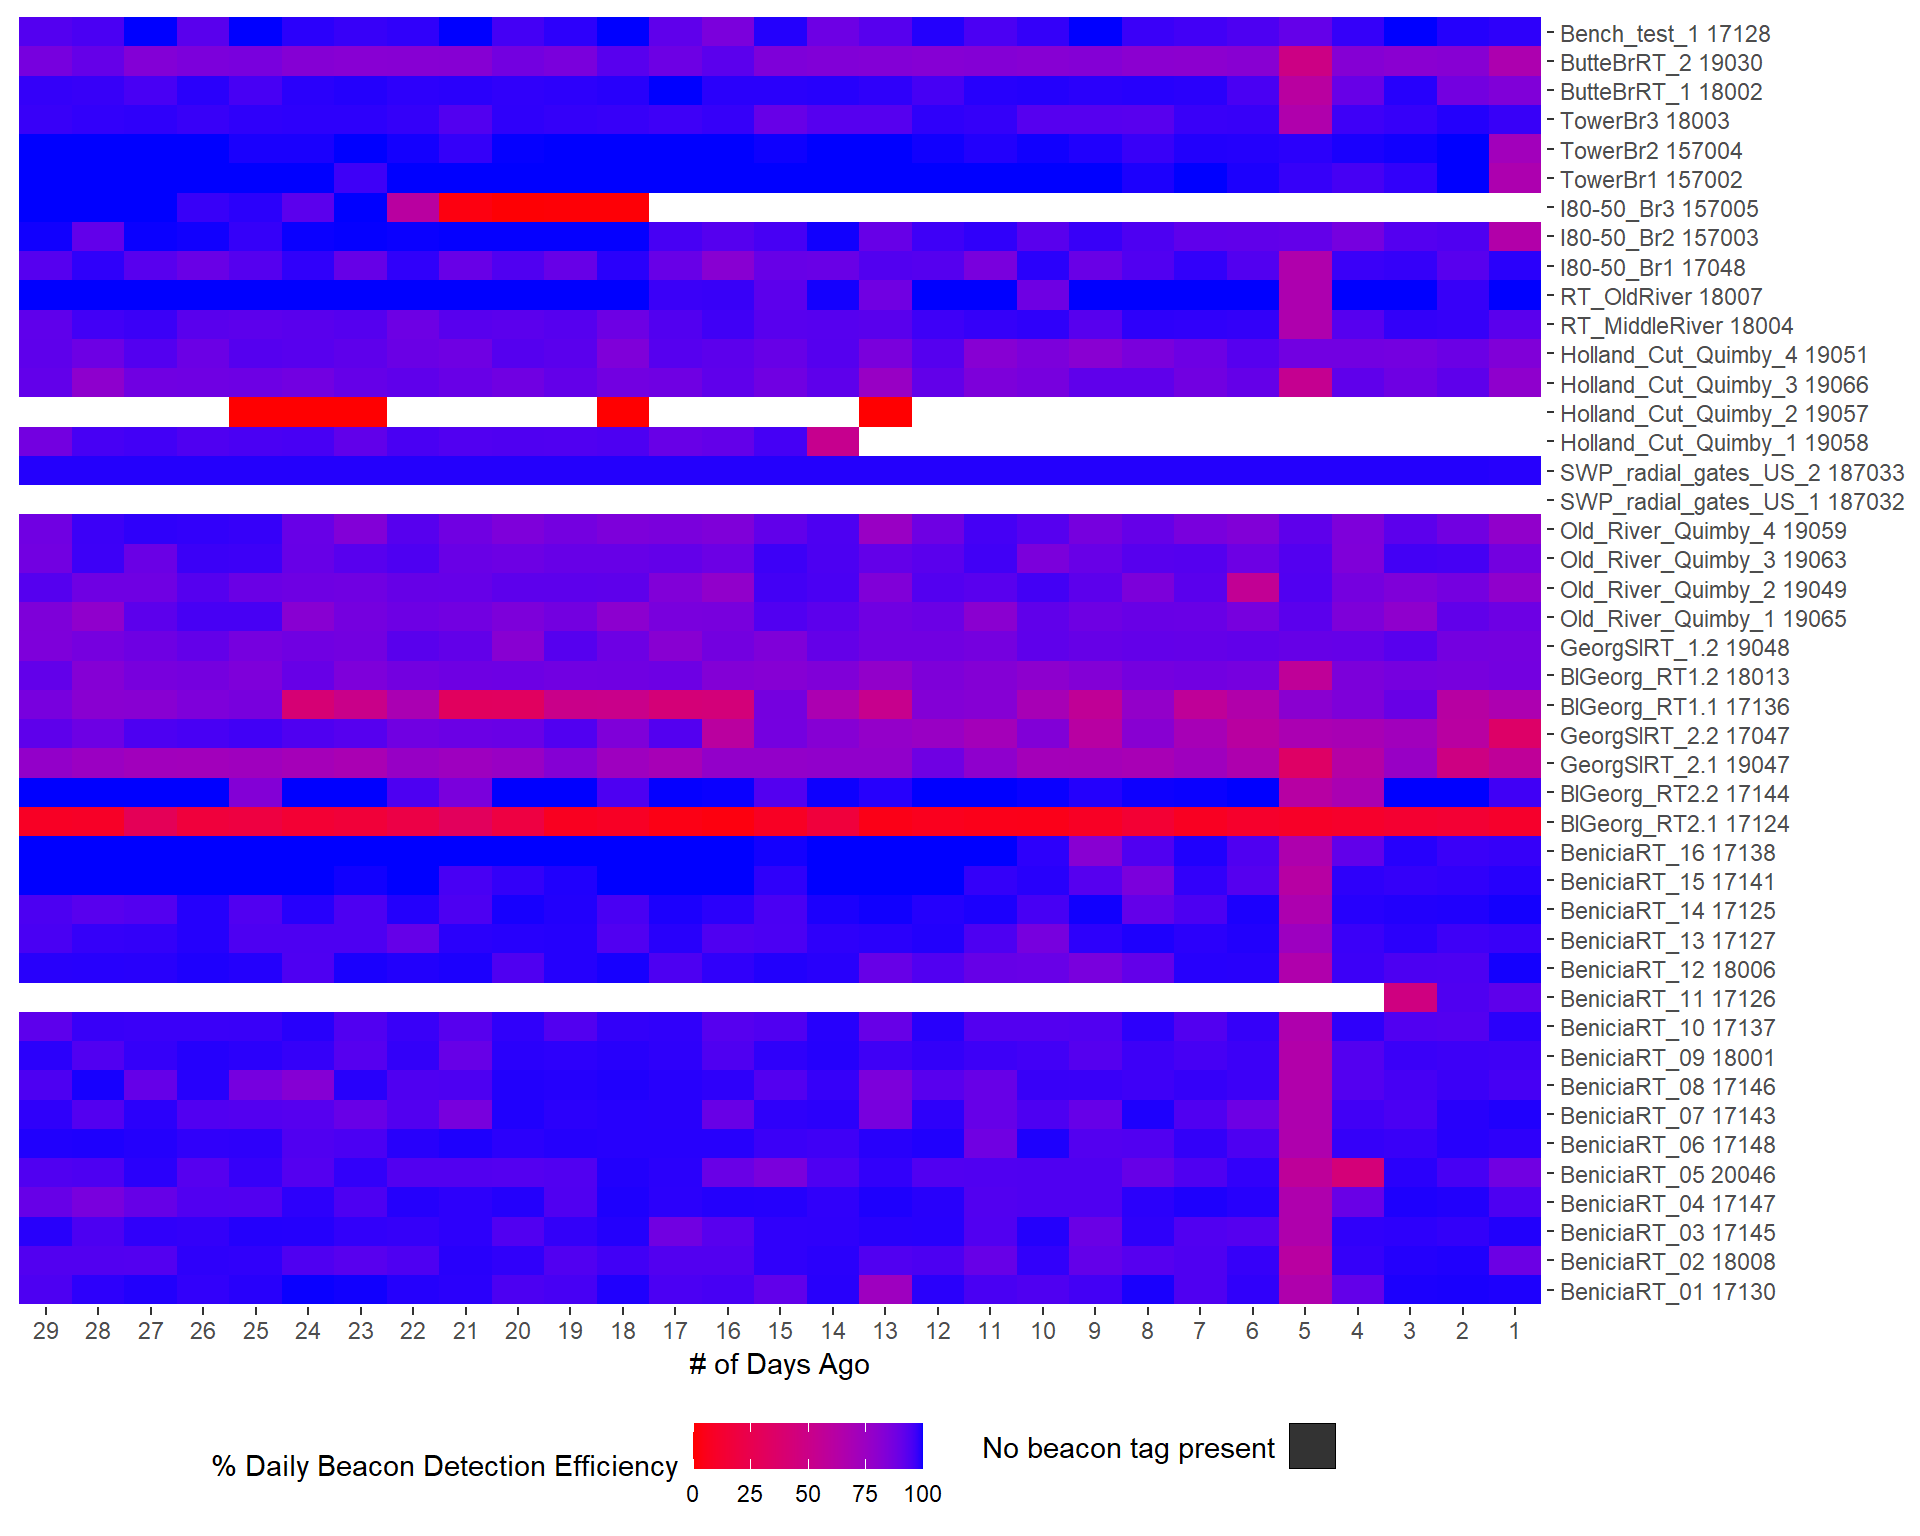 Bench_test_1 17128
ButteBrRT_2 19030
ButteBrRT_1 18002
TowerBr3 18003
TowerBr2 157004
TowerBr1 157002
I80-50_Br3 157005
I80-50_Br2 157003
I80-50_Br1 17048
RT_OldRiver 18007
RT_MiddleRiver 18004
Holland_Cut_Quimby_4 19051
Holland_Cut_Quimby_3 19066
Holland_Cut_Quimby_2 19057
Holland_Cut_Quimby_1 19058
SWP_radial_gates_US_2 187033
SWP_radial_gates_US_1 187032
Old_River_Quimby_4 19059
Old_River_Quimby_3 19063
Old_River_Quimby_2 19049
Old_River_Quimby_1 19065
GeorgSlRT_1.2 19048
BlGeorg_RT1.2 18013
BlGeorg_RT1.1 17136
GeorgSlRT_2.2 17047
GeorgSlRT_2.1 19047
BlGeorg_RT2.2 17144
BlGeorg_RT2.1 17124
BeniciaRT_16 17138
BeniciaRT_15 17141
BeniciaRT_14 17125
BeniciaRT_13 17127
BeniciaRT_12 18006
BeniciaRT_11 17126
BeniciaRT_10 17137
BeniciaRT_09 18001
BeniciaRT_08 17146
BeniciaRT_07 17143
BeniciaRT_06 17148
BeniciaRT_05 20046
BeniciaRT_04 17147
BeniciaRT_03 17145
BeniciaRT_02 18008
BeniciaRT_01 17130
29 28 27 26 25 24 23 22 21 20 19 18 17 16 15 14 13 12 11 10 9 8 7 6 5 4 3 2 1
# of Days Ago
% Daily Beacon Detection Efficiency
0 25 50 75 100
No beacon tag present